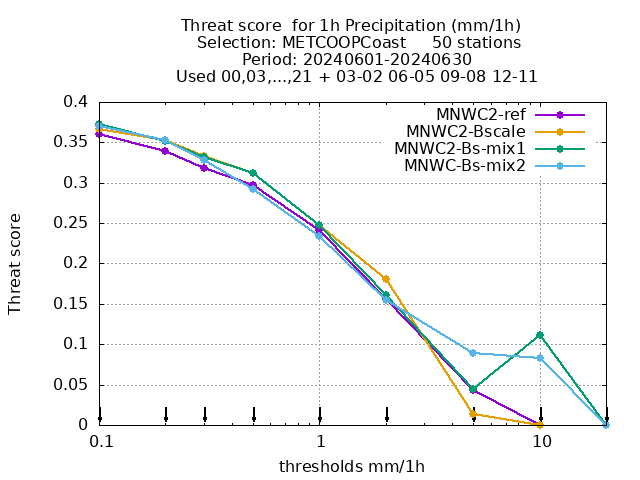 Threat score  for 1h Precipitation (mm/1h)
Selection: METCOOPCoast     50 stations
Period: 20240601-20240630
Used 00,03,...,21 + 03-02 06-05 09-08 12-11
MNWC2-ref
MNWC2-Bscale
MNWC2-Bs-mix1
MNWC-Bs-mix2
0.4
0.35
0.3
0.25
0.2
0.15
0.1
0.05
0
Threat score
0.1 1 10
thresholds mm/1h